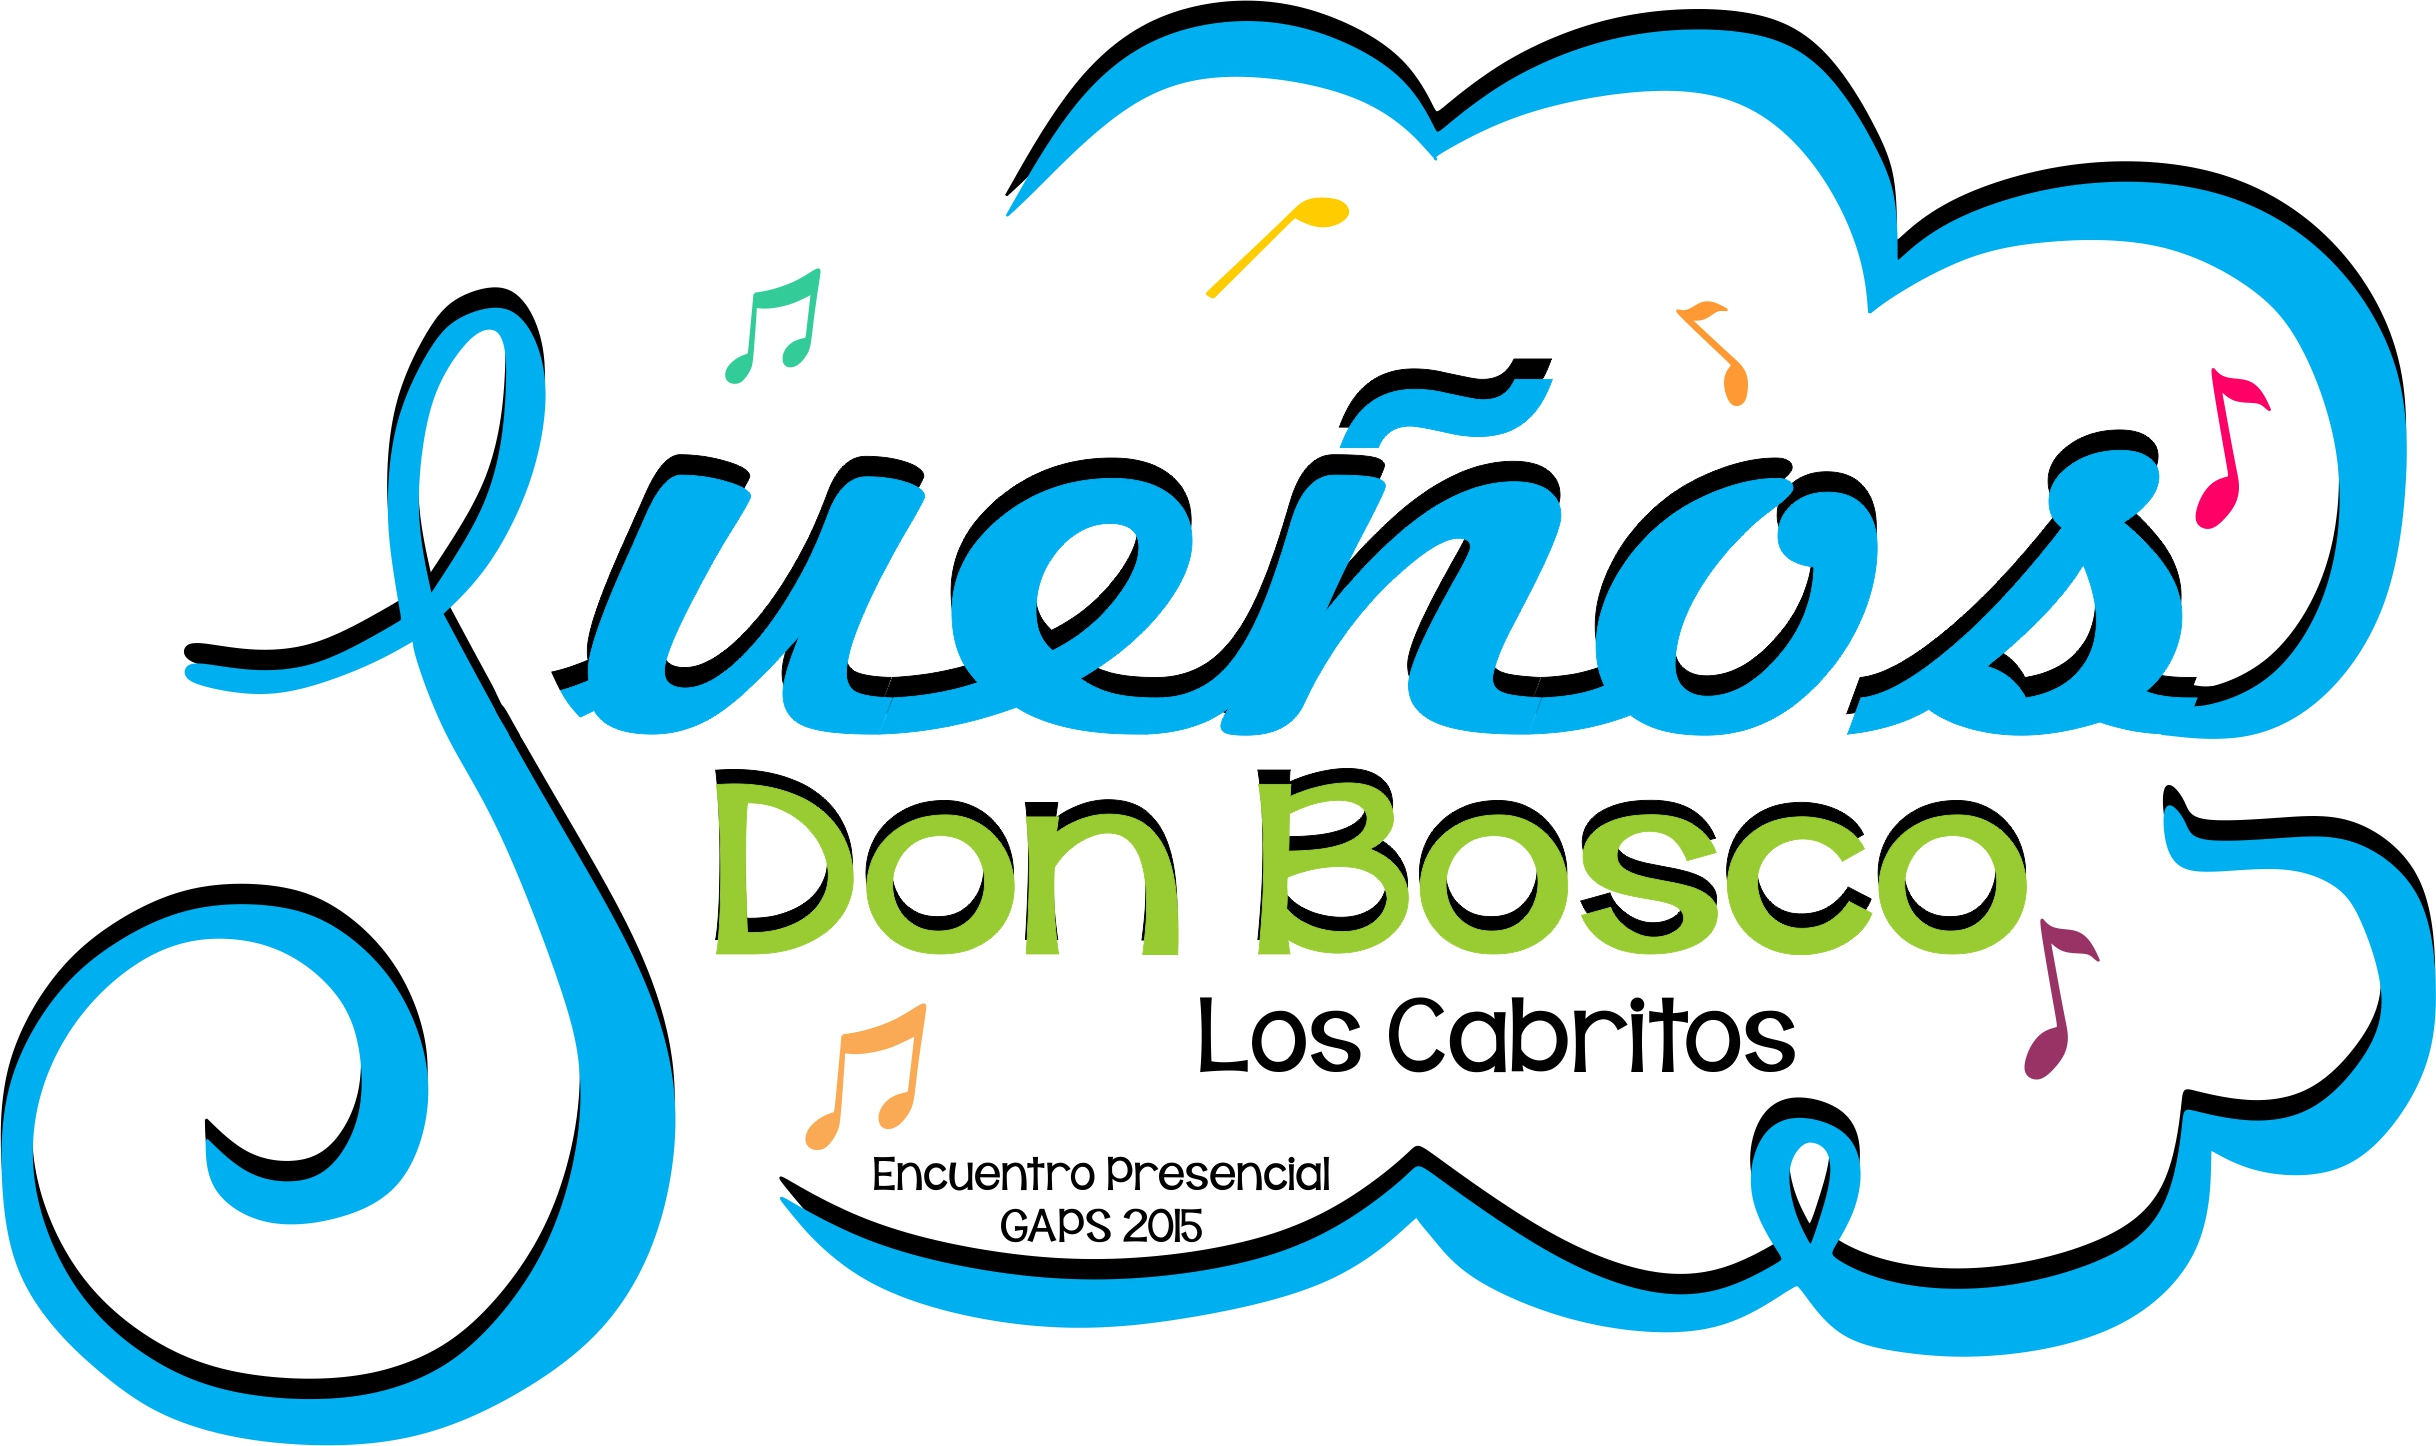 Sueños
Don Bosco
Los Cabritos
Encuentro Presencial
GAPS 2015